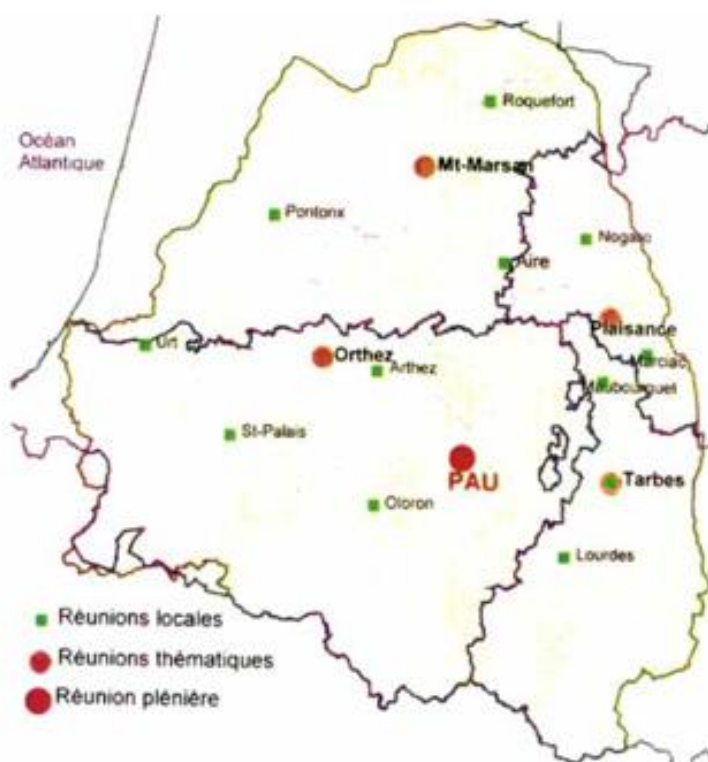 Roquefort
Océan
Atlantique
Mt-Marsan
Pontonx
Nogaro
Aire
Plaisance
Urt
Orthez
Marciac
Arthez
Maubourguet
St-Palais
PAU
Tarbes
Oloron
Lourdes
Réunions locales
Réunions thématiques
Réunion plénière